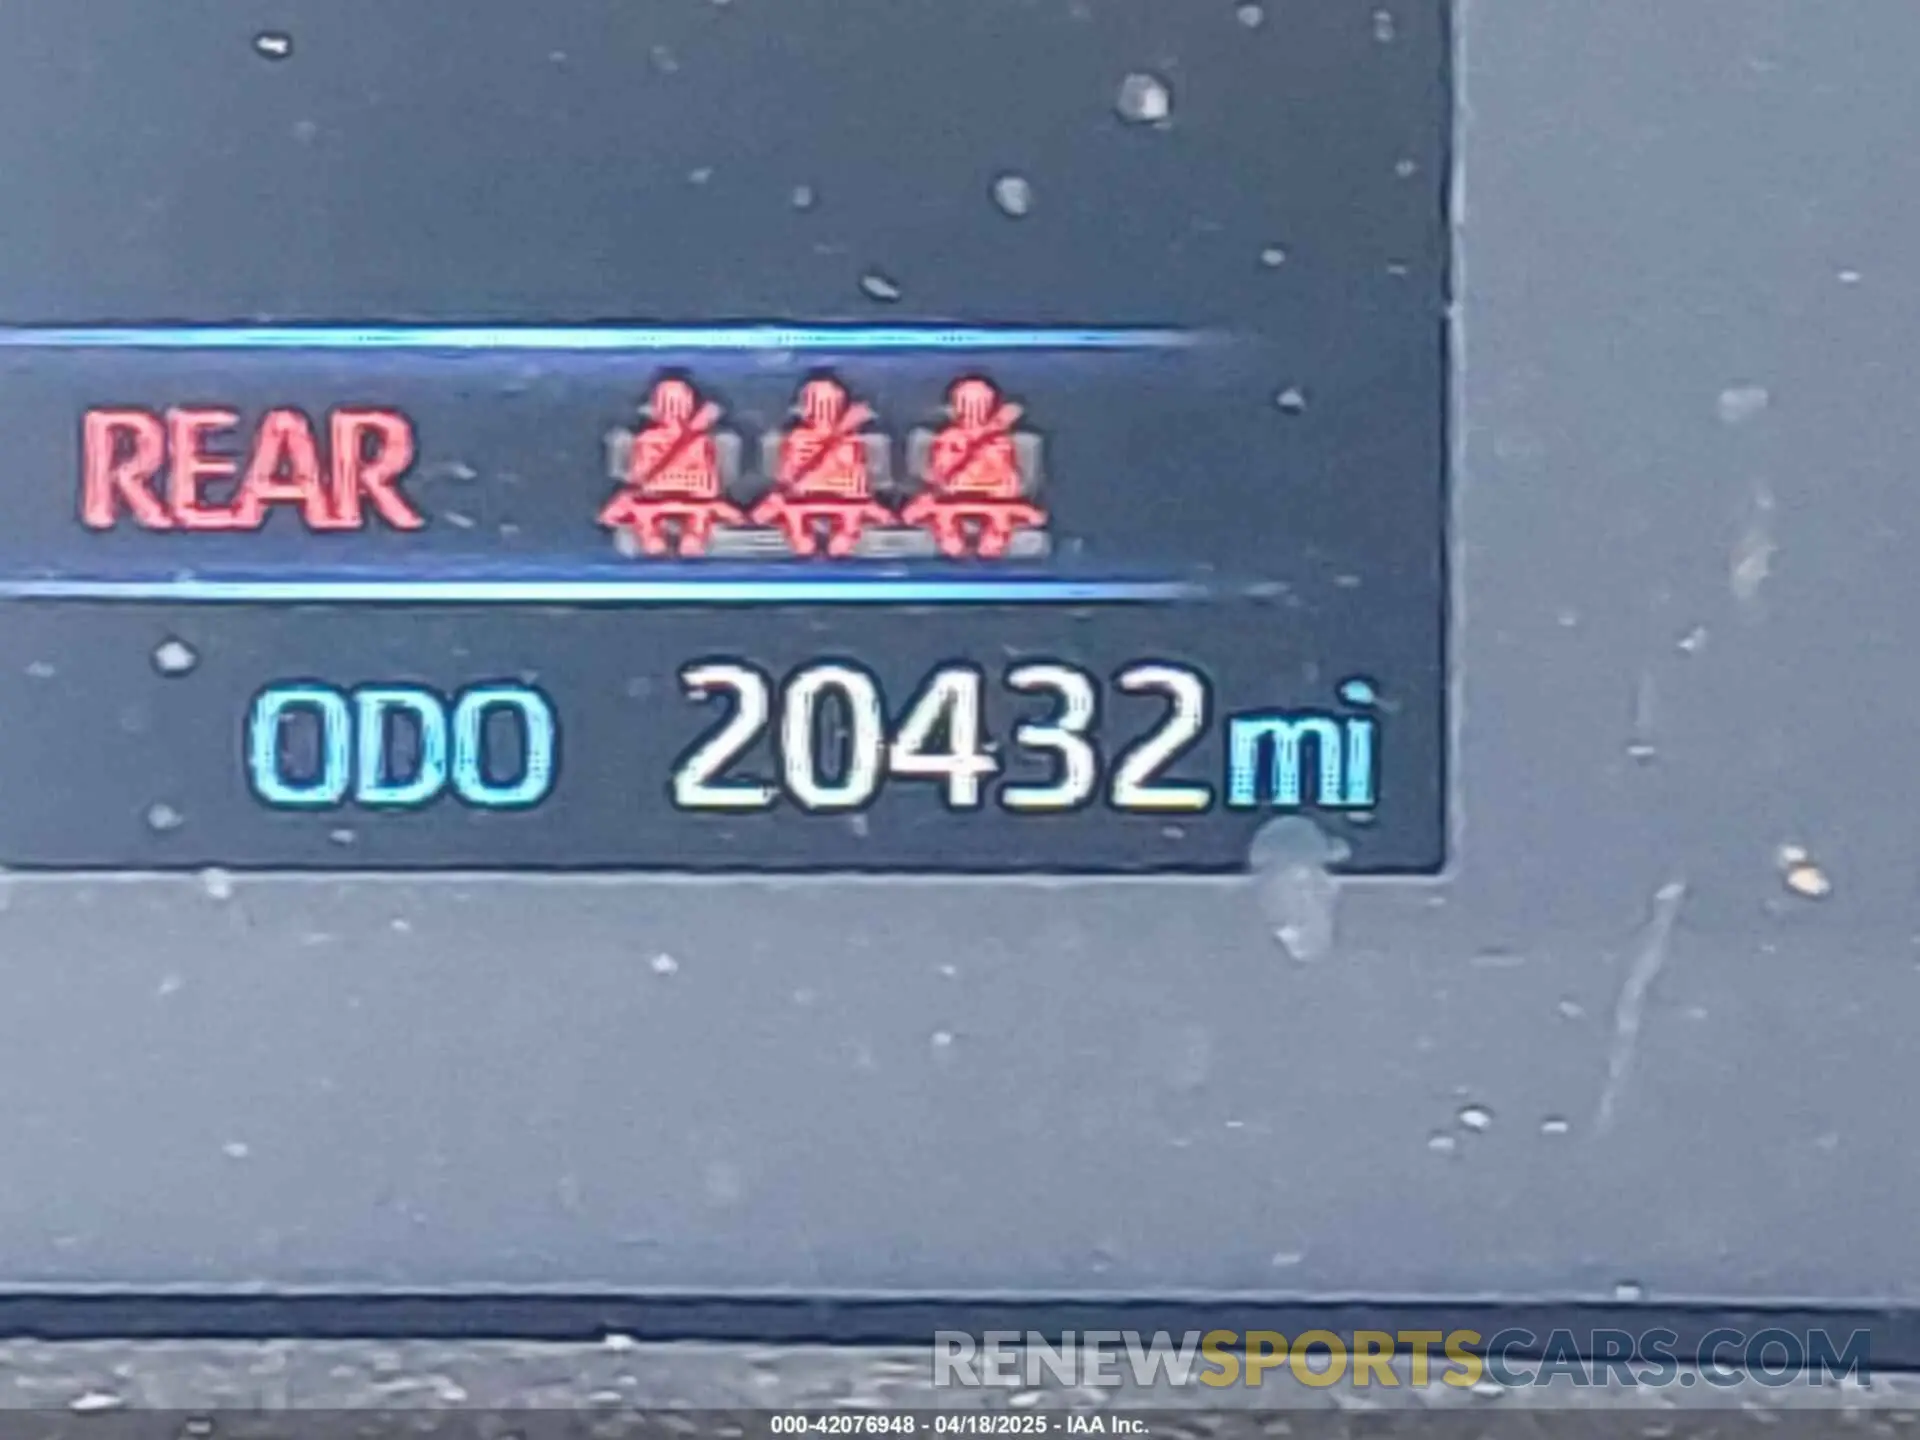 REAR
ODO 20432mi
RENEWSPORTSCARS.COM
000-42076948 - 04/18/2025 - IAA Inc.